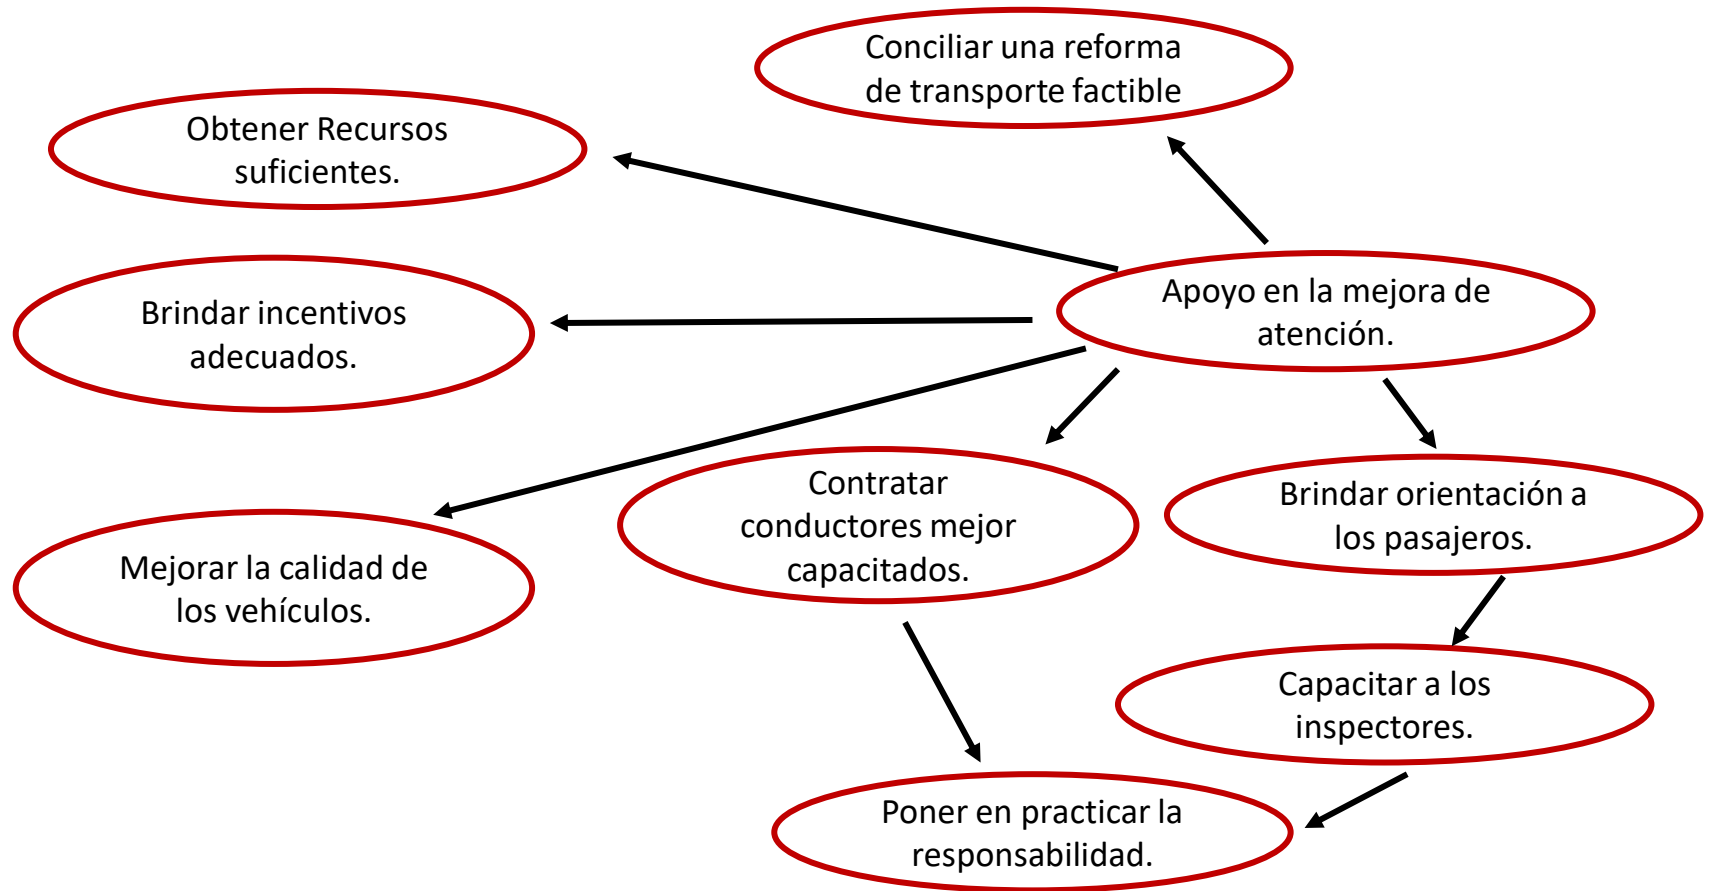 Conciliar una reforma
de transporte factible
Obtener Recursos
suficientes.
Apoyo en la mejora de
atención.
Brindar incentivos
adecuados.
Contratar
conductores mejor
capacitados.
Brindar orientación a
los pasajeros.
Mejorar la calidad de
los vehículos.
Capacitar a los
inspectores.
Poner en practicar la
responsabilidad.